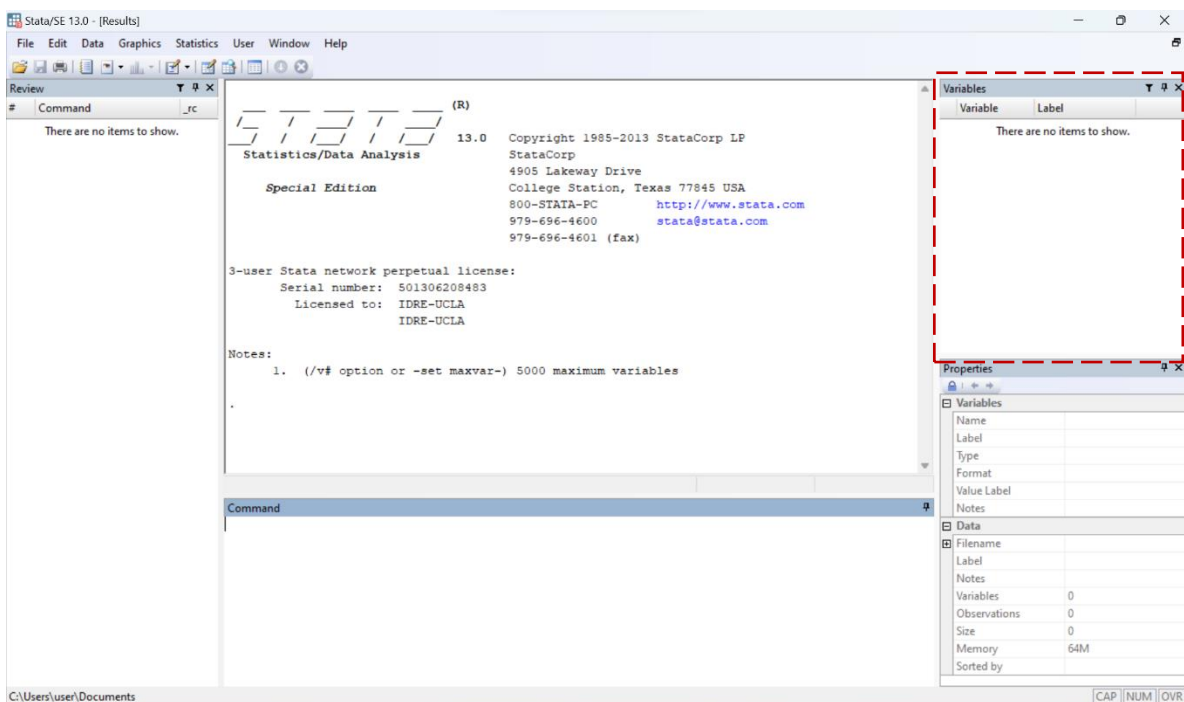 Stata/SE 13.0 - [Results]
File Edit Data Graphics Statistics User Window Help
Review
# Command _rc
There are no items to show.
(R)
13.0 Copyright 1985-2013 StataCorp LP
Statistics/Data Analysis StataCorp
4905 Lakeway Drive
Special Edition College Station, Texas 77845 USA
800-STATA-PC http://www.stata.com
979-696-4600 stata@stata.com
979-696-4601 (fax)
3-user Stata network perpetual license:
Serial number: 501306208483
Licensed to: IDRE-UCLA
IDRE-UCLA
Notes:
1. (/v# option or -set maxvar-) 5000 maximum variables
.
Command
Variables
Variable Label
There are no items to show.
Properties
Variables
Name
Label
Type
Format
Value Label
Notes
Data
Filename
Label
Notes
Variables 0
Observations 0
Size 0
Memory 64M
Sorted by
C:\Users\user\Documents
CAP NUM OVR